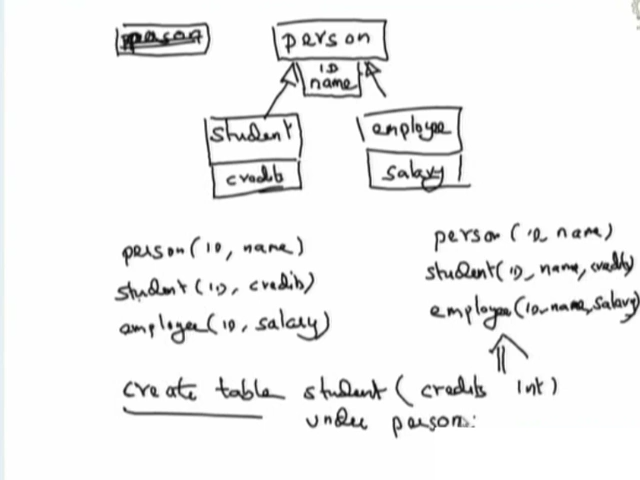 person
person
ID
name
student
employee
credits
salary
person (ID, name)
student (ID, credits)
employee (ID, salary)
person (ID, name)
student (ID, name, credits)
employee (ID, name, salary)
create table student ( credits int )
under person;